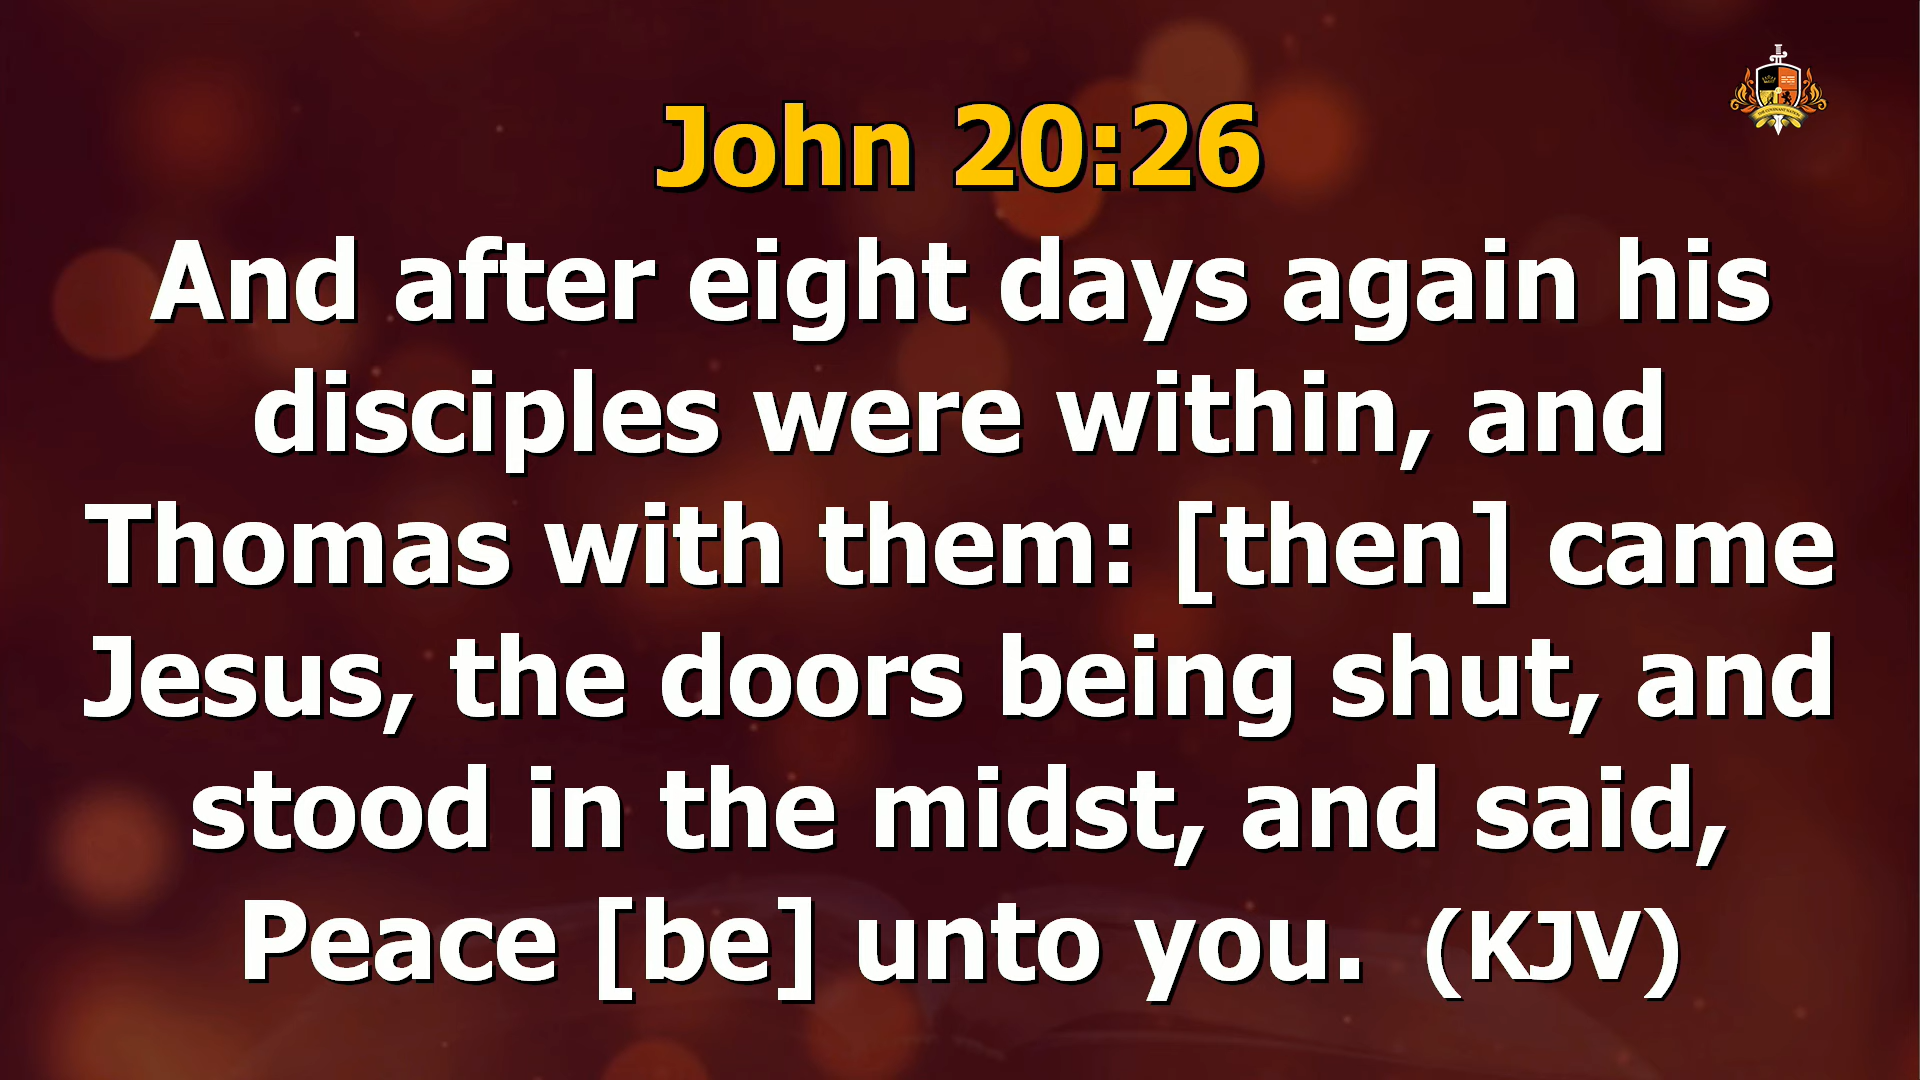 John 20:26
And after eight days again his
disciples were within, and
Thomas with them: [then] came
Jesus, the doors being shut, and
stood in the midst, and said,
Peace [be] unto you. (KJV)